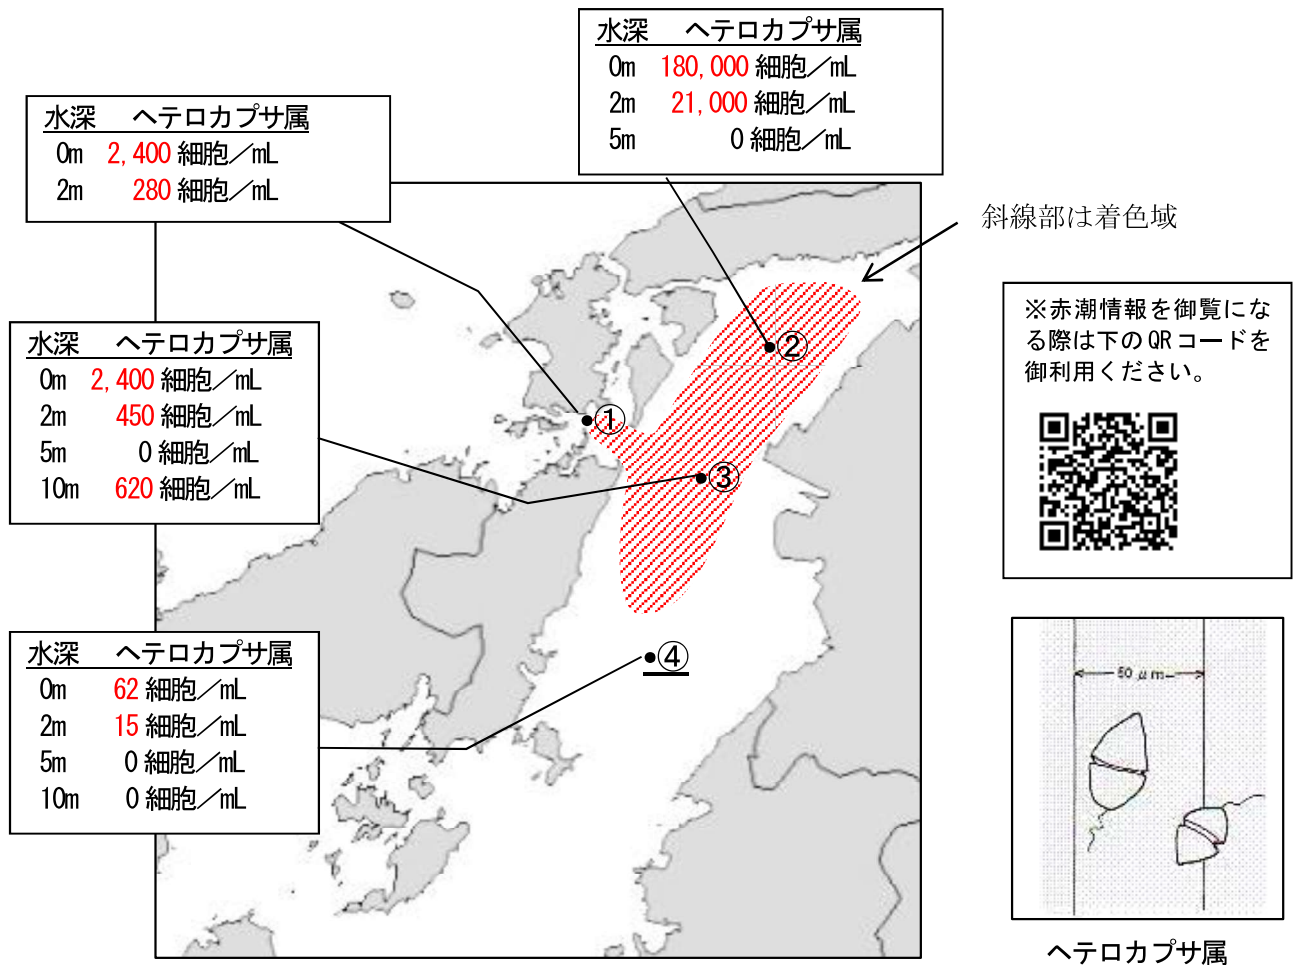 水深 ヘテロカプサ属
0m 180,000 細胞／mL
2m 21,000 細胞／mL
5m 0 細胞／mL
水深 ヘテロカプサ属
0m 2,400 細胞／mL
2m 280 細胞／mL
斜線部は着色域
※赤潮情報を御覧にな
る際は下のQRコードを
御利用ください。
水深 ヘテロカプサ属
0m 2,400 細胞／mL
2m 450 細胞／mL
5m 0 細胞／mL
10m 620 細胞／mL
②
①
③
水深 ヘテロカプサ属
0m 62 細胞／mL
2m 15 細胞／mL
5m 0 細胞／mL
10m 0 細胞／mL
④
50 μm
ヘテロカプサ属